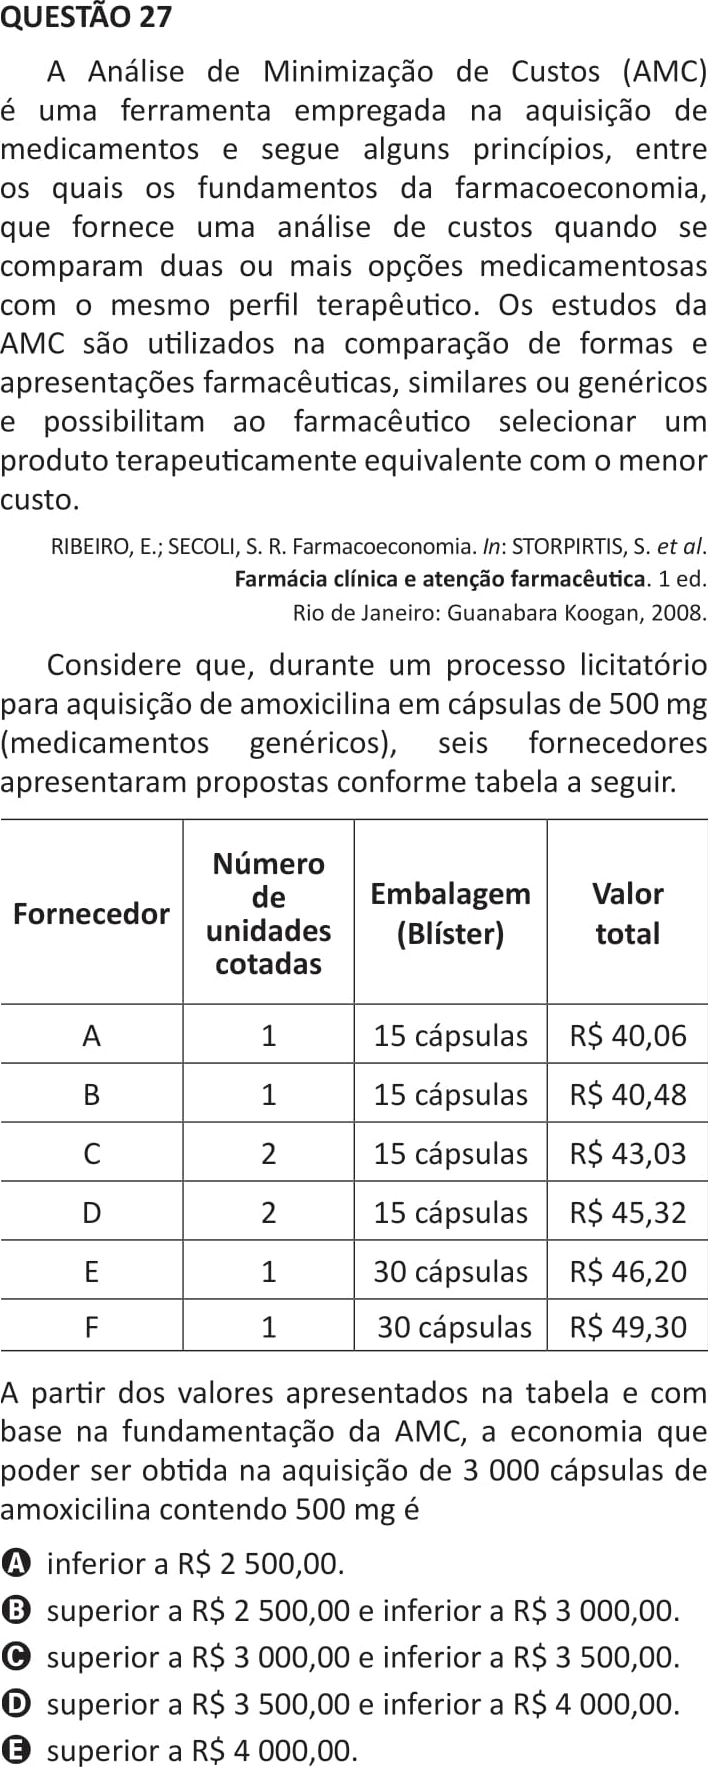 QUESTÃO 27
A Análise de Minimização de Custos (AMC)
é uma ferramenta empregada na aquisição de
medicamentos e segue alguns princípios, entre
os quais os fundamentos da farmacoeconomia,
que fornece uma análise de custos quando se
comparam duas ou mais opções medicamentosas
com o mesmo perfil terapêutico. Os estudos da
AMC são utilizados na comparação de formas e
apresentações farmacêuticas, similares ou genéricos
e possibilitam ao farmacêutico selecionar um
produto terapeuticamente equivalente com o menor
custo.
RIBEIRO, E.; SECOLI, S. R. Farmacoeconomia. In: STORPIRTIS, S. et al.
Farmácia clínica e atenção farmacêutica. 1 ed.
Rio de Janeiro: Guanabara Koogan, 2008.
Considere que, durante um processo licitatório
para aquisição de amoxicilina em cápsulas de 500 mg
(medicamentos genéricos), seis fornecedores
apresentaram propostas conforme tabela a seguir.
Fornecedor Número de unidades cotadas Embalagem (Blíster) Valor total
A 1 15 cápsulas R$ 40,06
B 1 15 cápsulas R$ 40,48
C 2 15 cápsulas R$ 43,03
D 2 15 cápsulas R$ 45,32
E 1 30 cápsulas R$ 46,20
F 1 30 cápsulas R$ 49,30
A partir dos valores apresentados na tabela e com
base na fundamentação da AMC, a economia que
poder ser obtida na aquisição de 3 000 cápsulas de
amoxicilina contendo 500 mg é
A inferior a R$ 2 500,00.
B superior a R$ 2 500,00 e inferior a R$ 3 000,00.
C superior a R$ 3 000,00 e inferior a R$ 3 500,00.
D superior a R$ 3 500,00 e inferior a R$ 4 000,00.
E superior a R$ 4 000,00.